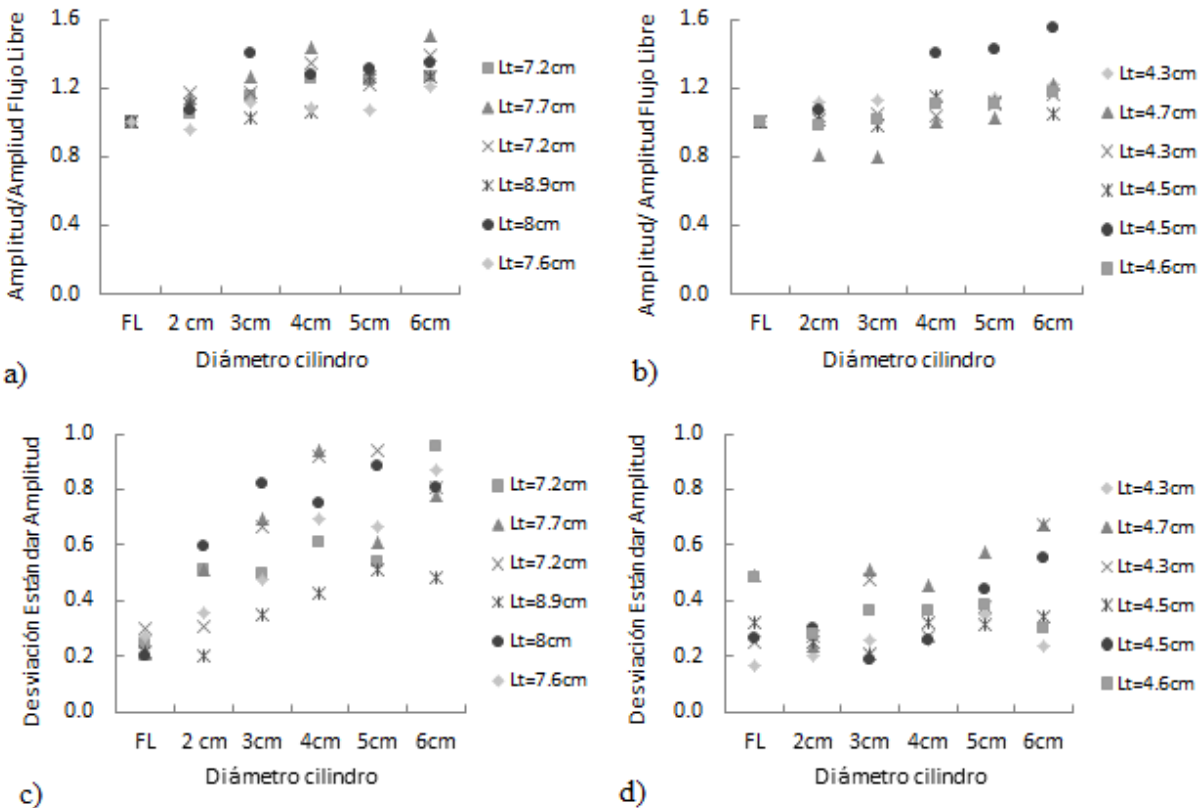 Amplitud/Ampliud Flujo Libre
1.6
1.2
0.8
0.4
0.0
FL 2 cm 3cm 4cm 5cm 6cm
Diámetro cilindro
Lt=7.2cm
Lt=7.7cm
Lt=7.2cm
Lt=8.9cm
Lt=8cm
Lt=7.6cm
a)
Amplitud/ Amplitud Flujo Libre
1.6
1.2
0.8
0.4
0.0
FL 2cm 3cm 4cm 5cm 6cm
Diámetro cilindro
Lt=4.3cm
Lt=4.7cm
Lt=4.3cm
Lt=4.5cm
Lt=4.5cm
Lt=4.6cm
b)
Desviación Estándar Amplitud
1.0
0.8
0.6
0.4
0.2
0.0
FL 2 cm 3cm 4cm 5cm 6cm
Diámetro cilindro
Lt=7.2cm
Lt=7.7cm
Lt=7.2cm
Lt=8.9cm
Lt=8cm
Lt=7.6cm
c)
Desviación Estándar Amplitud
1.0
0.8
0.6
0.4
0.2
0.0
FL 2cm 3cm 4cm 5cm 6cm
Diámetro cilindro
Lt=4.3cm
Lt=4.7cm
Lt=4.3cm
Lt=4.5cm
Lt=4.5cm
Lt=4.6cm
d)